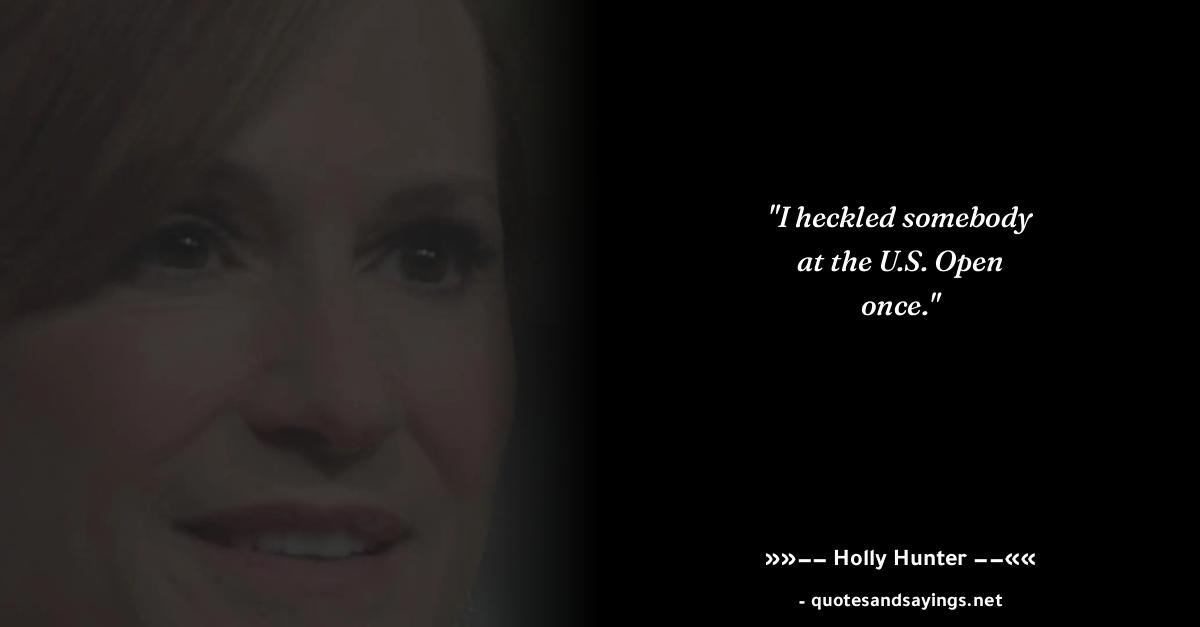 "I heckled somebody
at the U.S. Open
once."
»»−− Holly Hunter −−««
- quotesandsayings.net